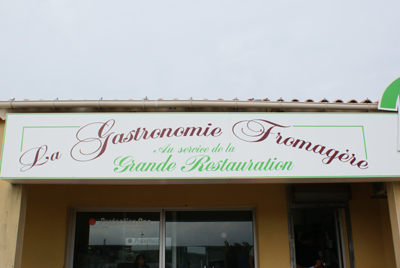 La Gastronomie Fromagère
Au service de la
Grande Restauration